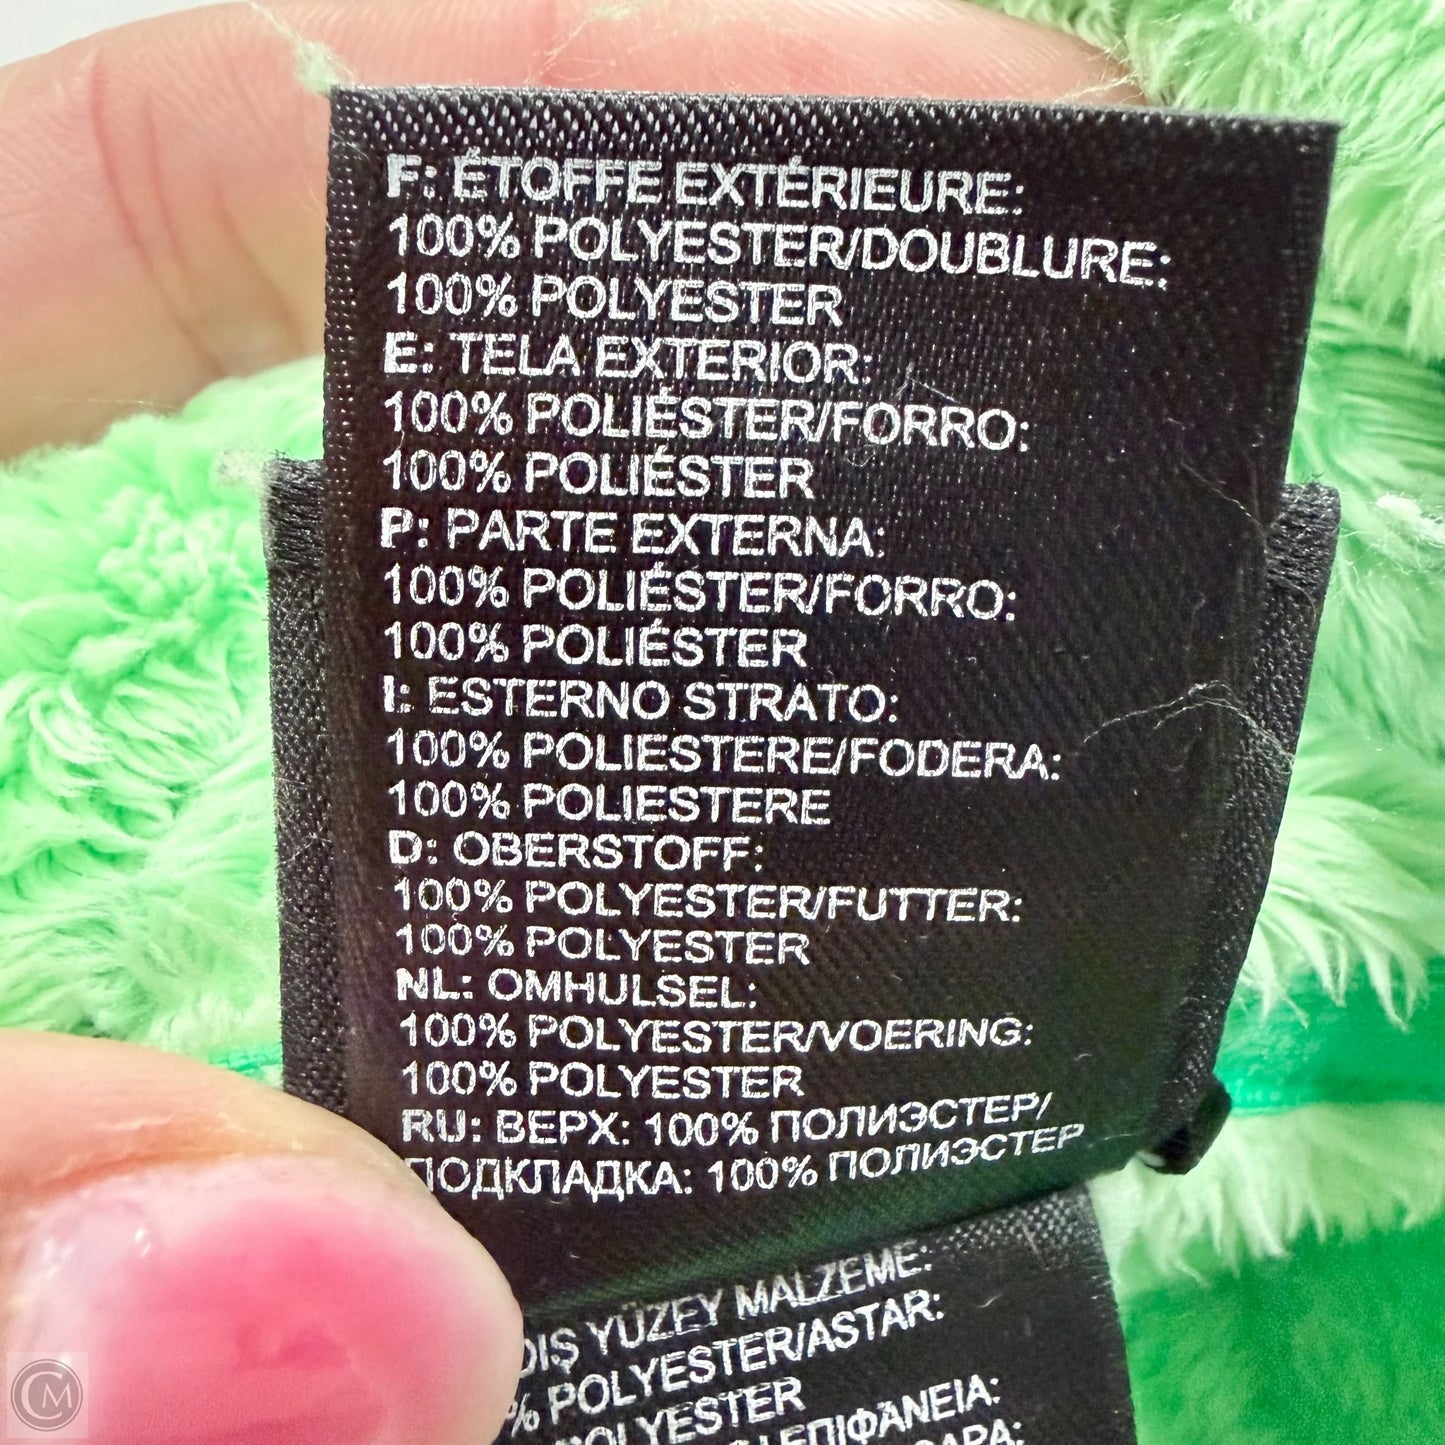 F: ÉTOFFE EXTÉRIEURE:
100% POLYESTER/DOUBLURE:
100% POLYESTER
E: TELA EXTERIOR:
100% POLIÉSTER/FORRO:
100% POLIÉSTER
P: PARTE EXTERNA:
100% POLIÉSTER/FORRO:
100% POLIÉSTER
I: ESTERNO STRATO:
100% POLIESTERE/FODERA:
100% POLIESTERE
D: OBERSTOFF:
100% POLYESTER/FUTTER:
100% POLYESTER
NL: OMHULSEL:
100% POLYESTER/VOERING:
100% POLYESTER
RU: ВЕРХ: 100% ПОЛИЭСТЕР/
ПОДКЛАДКА: 100% ПОЛИЭСТЕР
DIŞ YÜZEY MALZEME:
% POLYESTER/ASTAR:
POLYESTER
CM